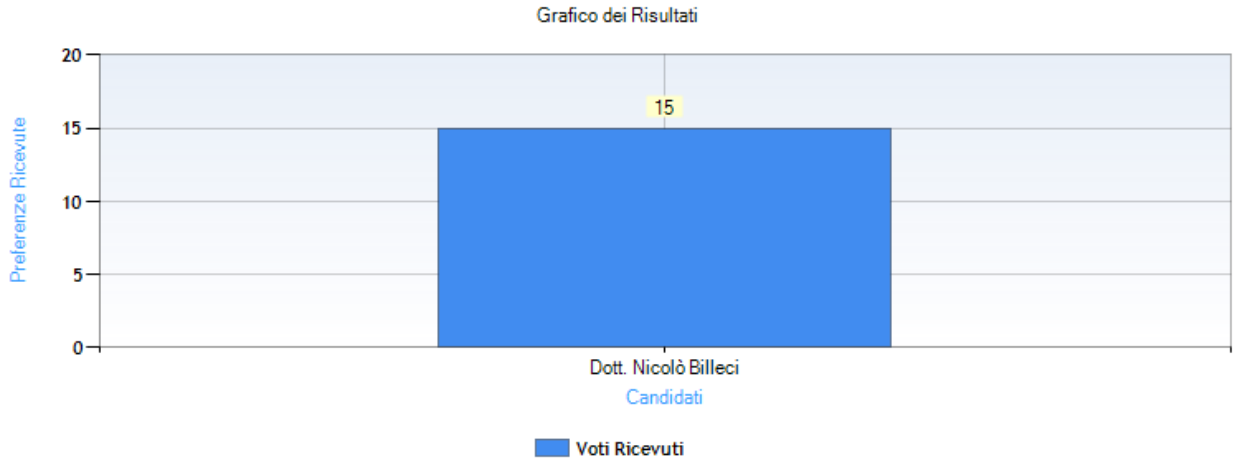 Grafico dei Risultati
20
15
15
10
5
0
Preferenze Ricevute
Dott. Nicolò Billeci
Candidati
Voti Ricevuti